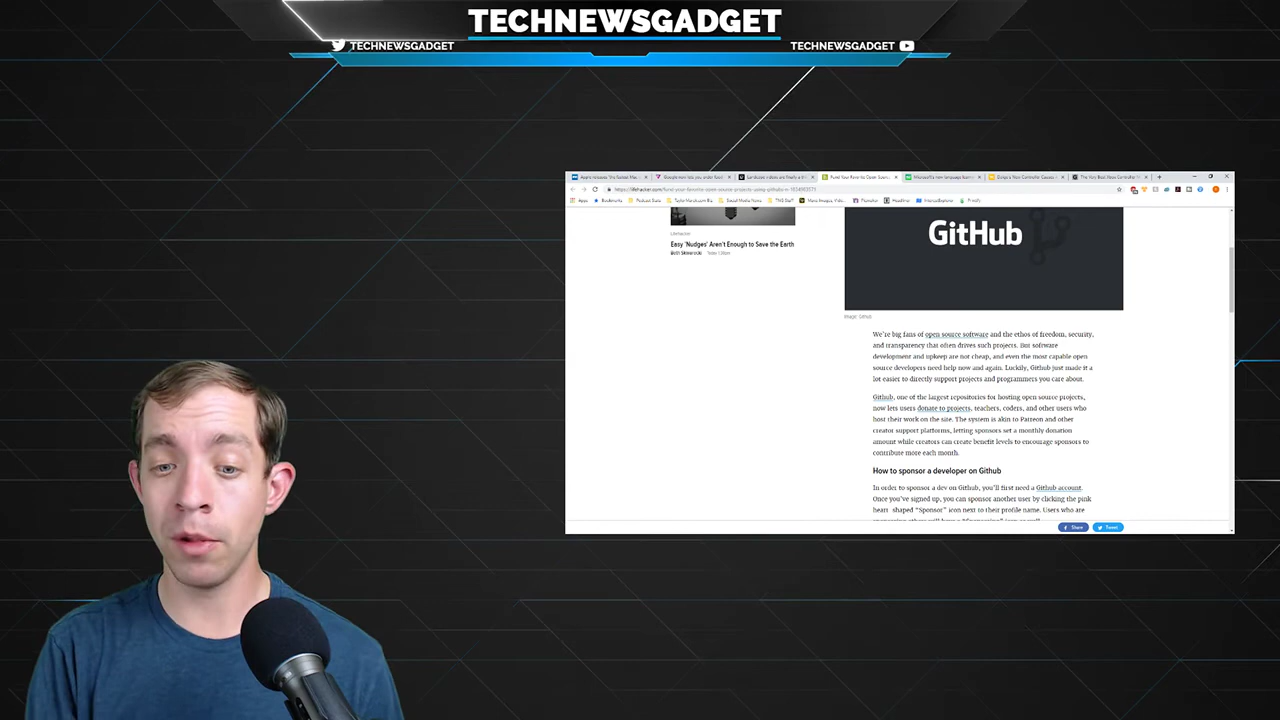 TECHNEWSGADGET
TECHNEWSGADGET
TECHNEWSGADGET
Apps
Bookmarks
GitHub
Lifehacker
Easy 'Nudges' Aren't Enough to Save the Earth
Beth Skwarecki
Image: GitHub
We're big fans of open source software and the ethos of freedom, security,
and transparency that often drives such projects. But software
development and upkeep are not cheap, and even the most capable open
source developers need help now and again. Luckily, Github just made it a
lot easier to directly support projects and programmers you care about.
Github, one of the largest repositories for hosting open source projects,
now lets users donate to projects, teachers, coders, and other users who
host their work on the site. The system is akin to Patreon and other
creator support platforms, letting sponsors set a monthly donation
amount while creators can create benefit levels to encourage sponsors to
contribute more each month.
How to sponsor a developer on Github
In order to sponsor a dev on Github, you'll first need a Github account.
Once you've signed up, you can sponsor another user by clicking the pink
heart shaped "Sponsor" icon next to their profile name. Users who are
Share
Tweet